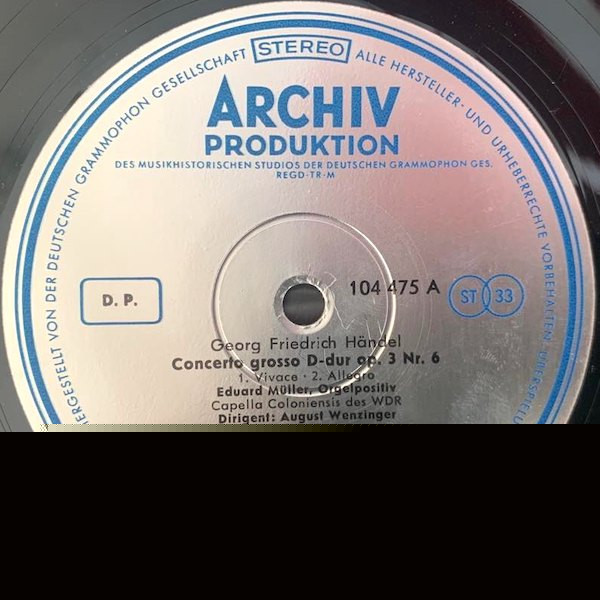 HERGESTELLT VON DER DEUTSCHEN GRAMMOPHON GESELLSCHAFT
STEREO
ALLE HERSTELLER- UND URHEBERRECHTE VORBEHALTEN
ARCHIV
PRODUKTION
DES MUSIKHISTORISCHEN STUDIOS DER DEUTSCHEN GRAMMOPHON GES.
REGD-TR-M
D. P.
104 475 A
ST 33
Georg Friedrich Händel
Concerto grosso D-dur op. 3 Nr. 6
1. Vivace · 2. Allegro
Eduard Müller, Orgelpositiv
Capella Coloniensis des WDR
Dirigent: August Wenzinger